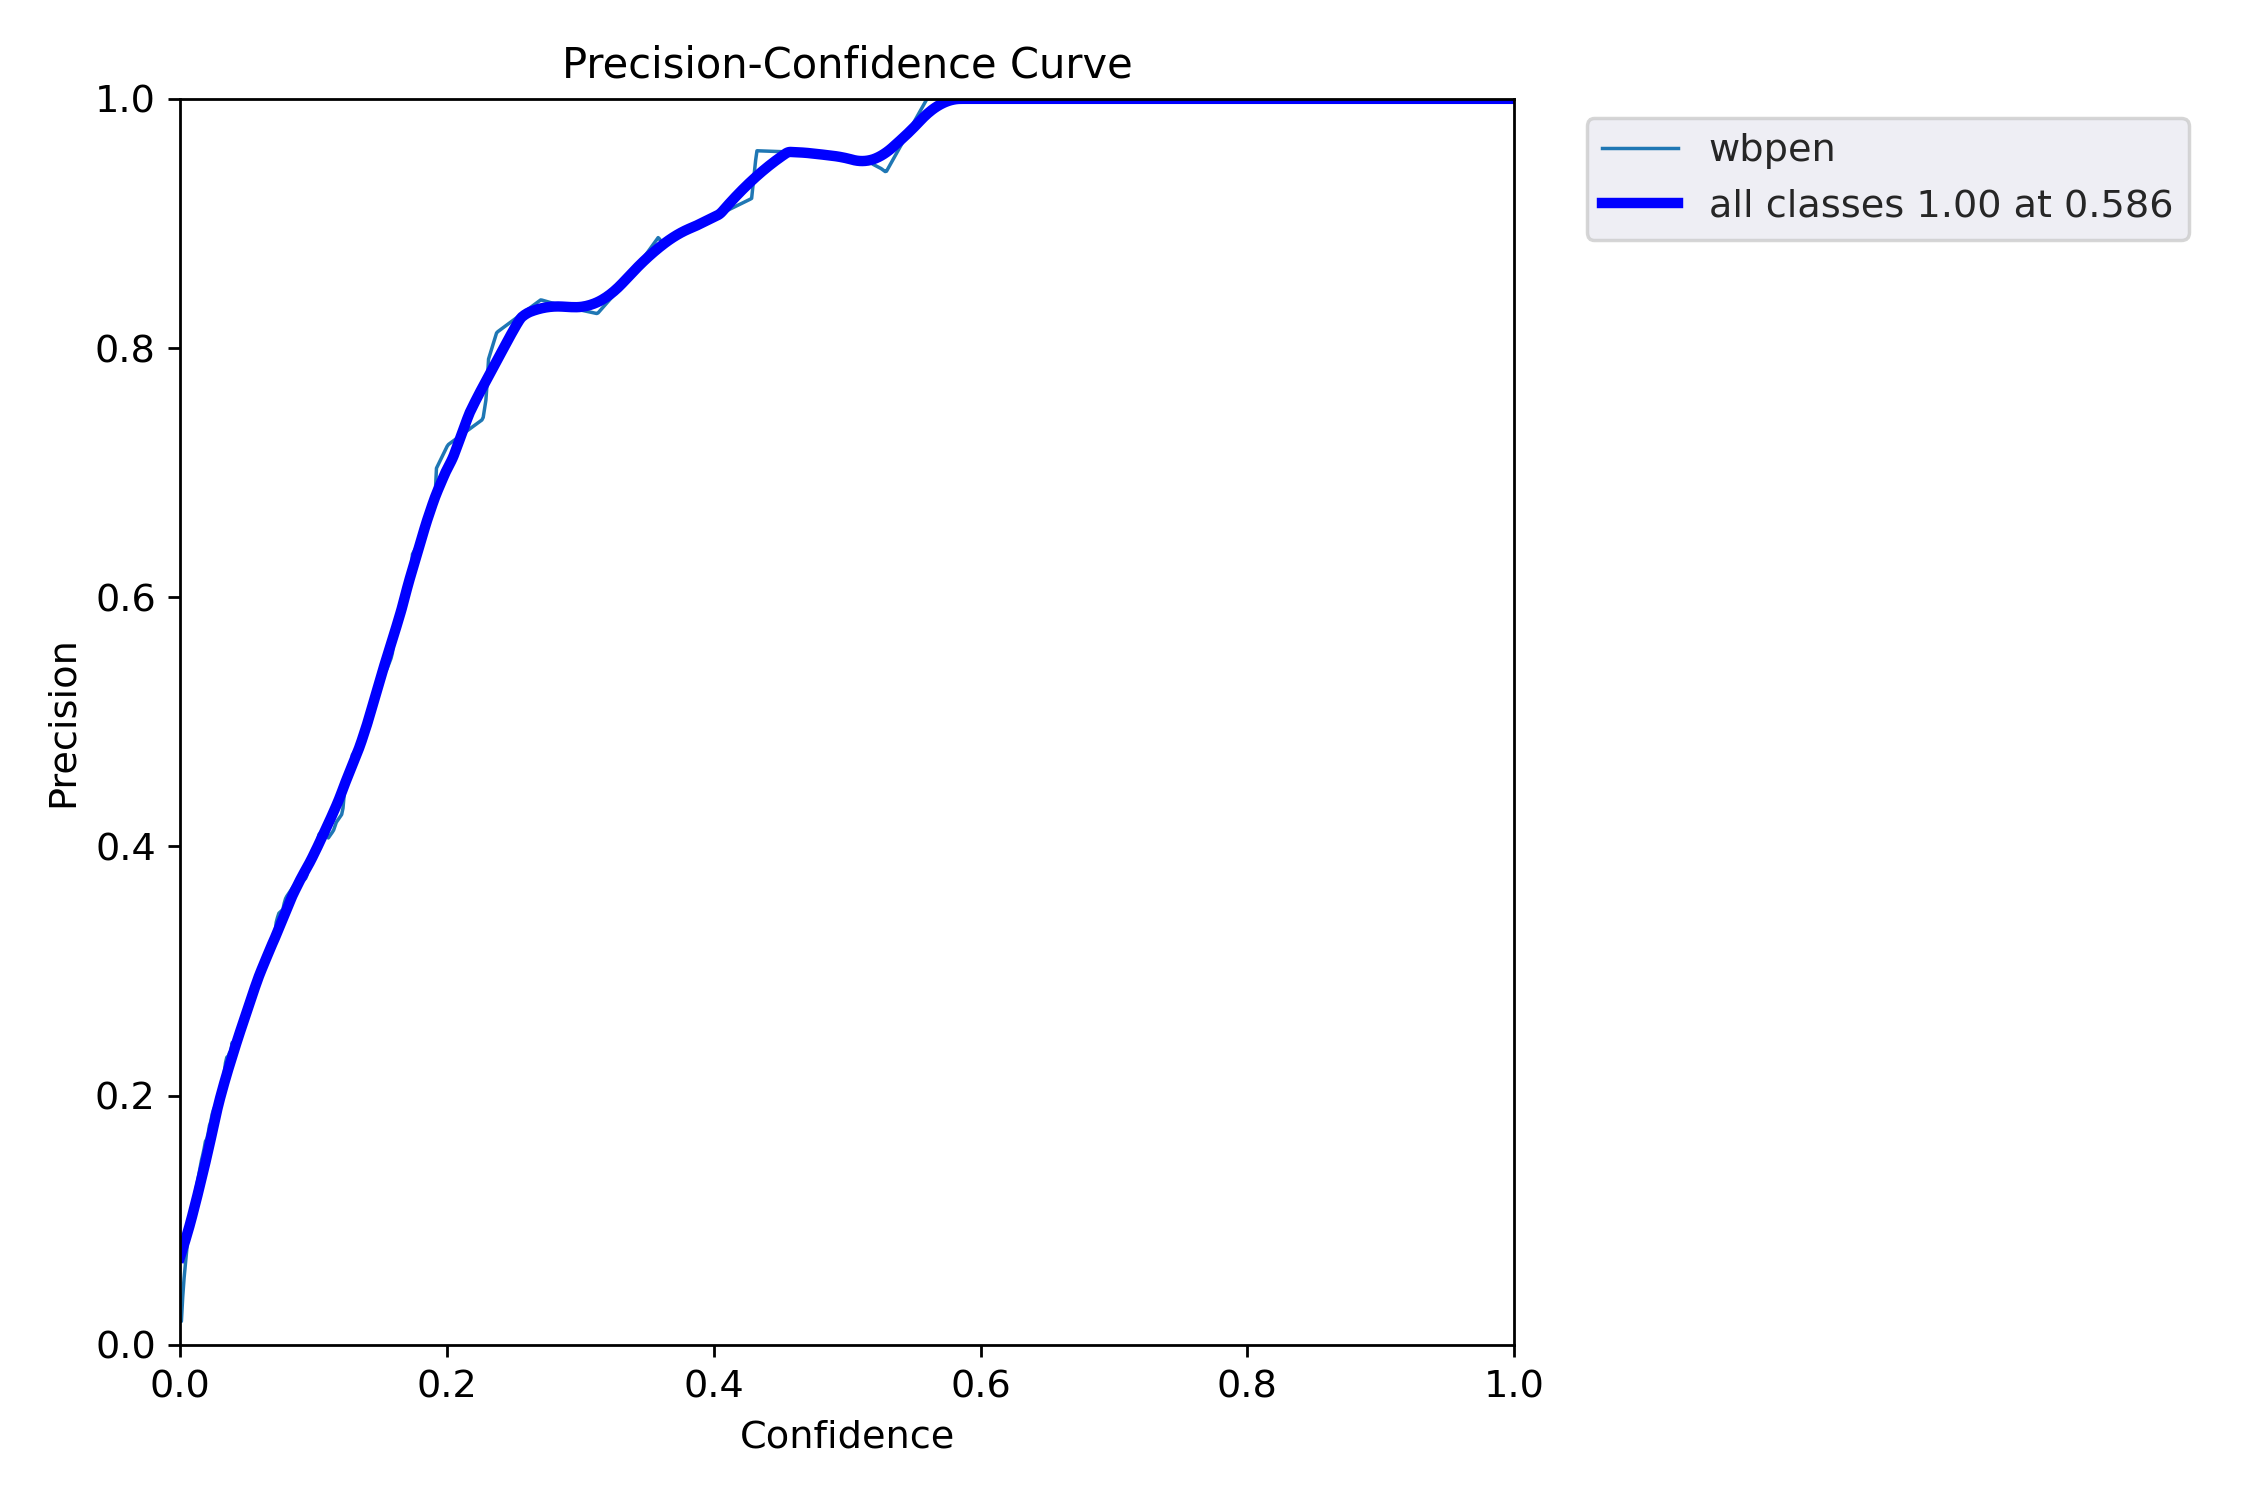 Precision-Confidence Curve
1.0
0.8
0.6
0.4
0.2
0.0
Precision
0.0 0.2 0.4 0.6 0.8 1.0
Confidence
wbpen
all classes 1.00 at 0.586